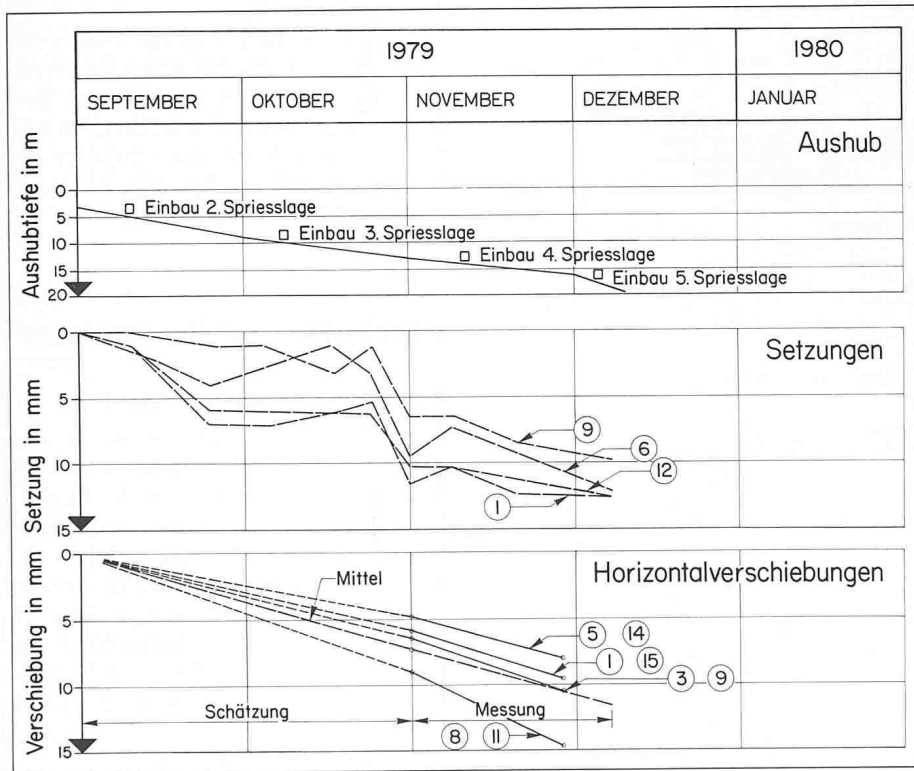 1979 1980
SEPTEMBER OKTOBER NOVEMBER DEZEMBER JANUAR
Aushub
Aushubtiefe in m
0
5
10
15
20
Einbau 2. Spriesslage
Einbau 3. Spriesslage
Einbau 4. Spriesslage
Einbau 5. Spriesslage
Setzungen
Setzung in mm
0
5
10
15
9
6
12
1
Horizontalverschiebungen
Verschiebung in mm
0
5
10
15
Mittel
5 14
1 15
3 9
Schätzung Messung
8 11